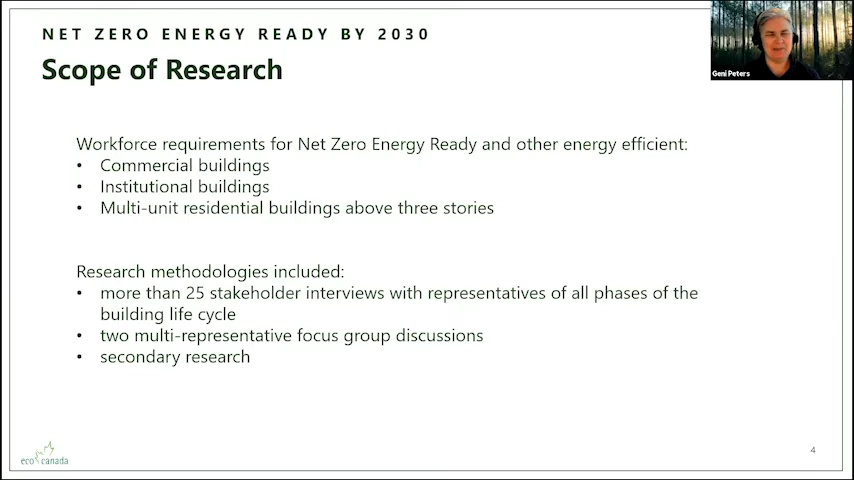 NET ZERO ENERGY READY BY 2030
Scope of Research
Geni Peters
Workforce requirements for Net Zero Energy Ready and other energy efficient:
• Commercial buildings
• Institutional buildings
• Multi-unit residential buildings above three stories
Research methodologies included:
• more than 25 stakeholder interviews with representatives of all phases of the
building life cycle
• two multi-representative focus group discussions
• secondary research
eco canada
4